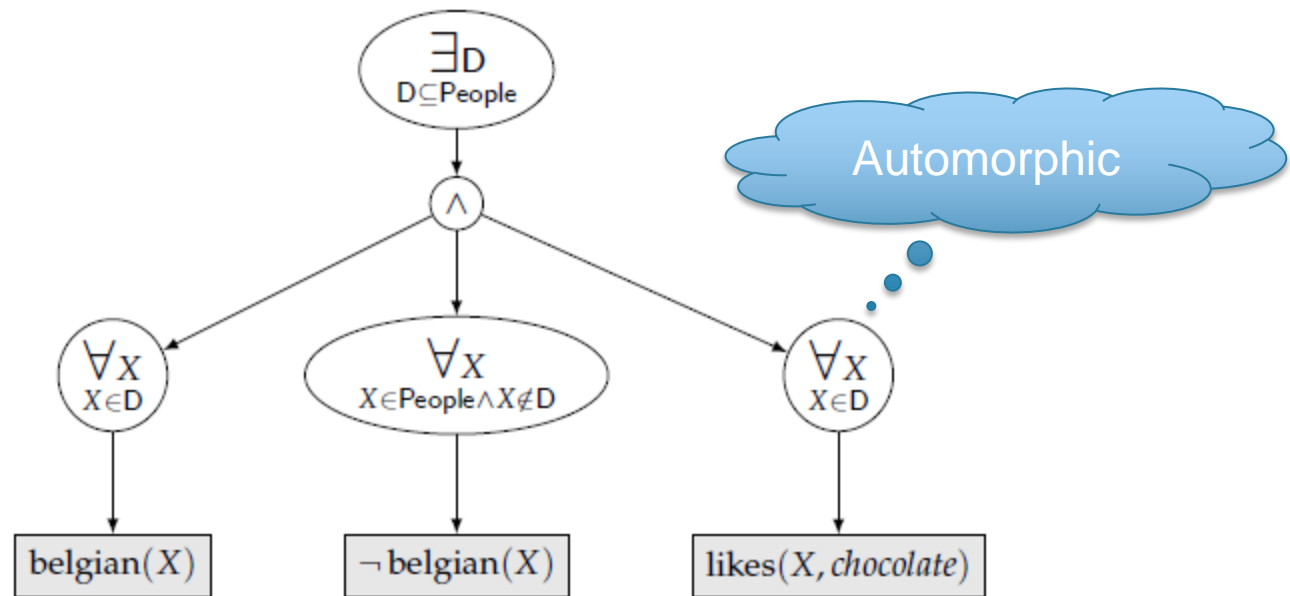 ∃D
D⊆People
Automorphic
∧
∀X
X∈D
∀X
X∈People∧X∉D
∀X
X∈D
belgian(X)
¬ belgian(X)
likes(X, chocolate)